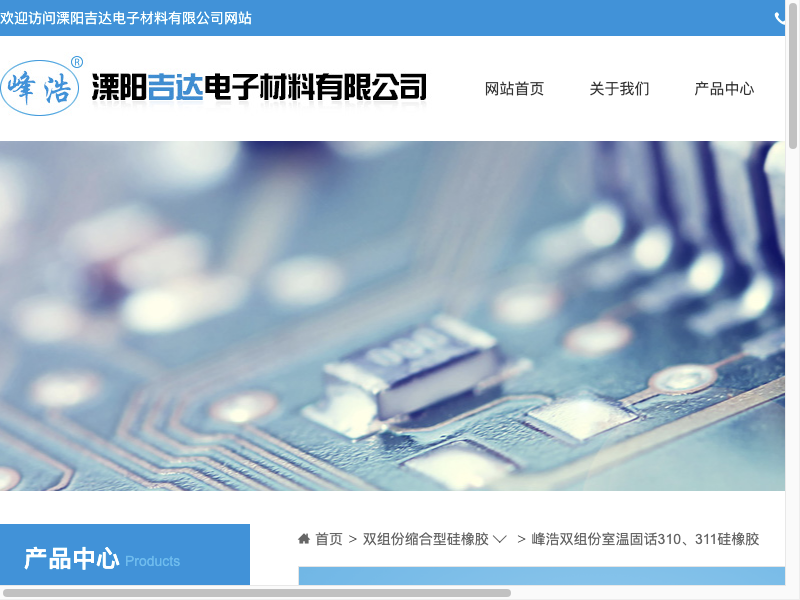 欢迎访问溧阳吉达电子材料有限公司网站
峰浩®
溧阳吉达电子材料有限公司
网站首页
关于我们
产品中心
000
产品中心 Products
首页 > 双组份缩合型硅橡胶 > 峰浩双组份室温固话310、311硅橡胶